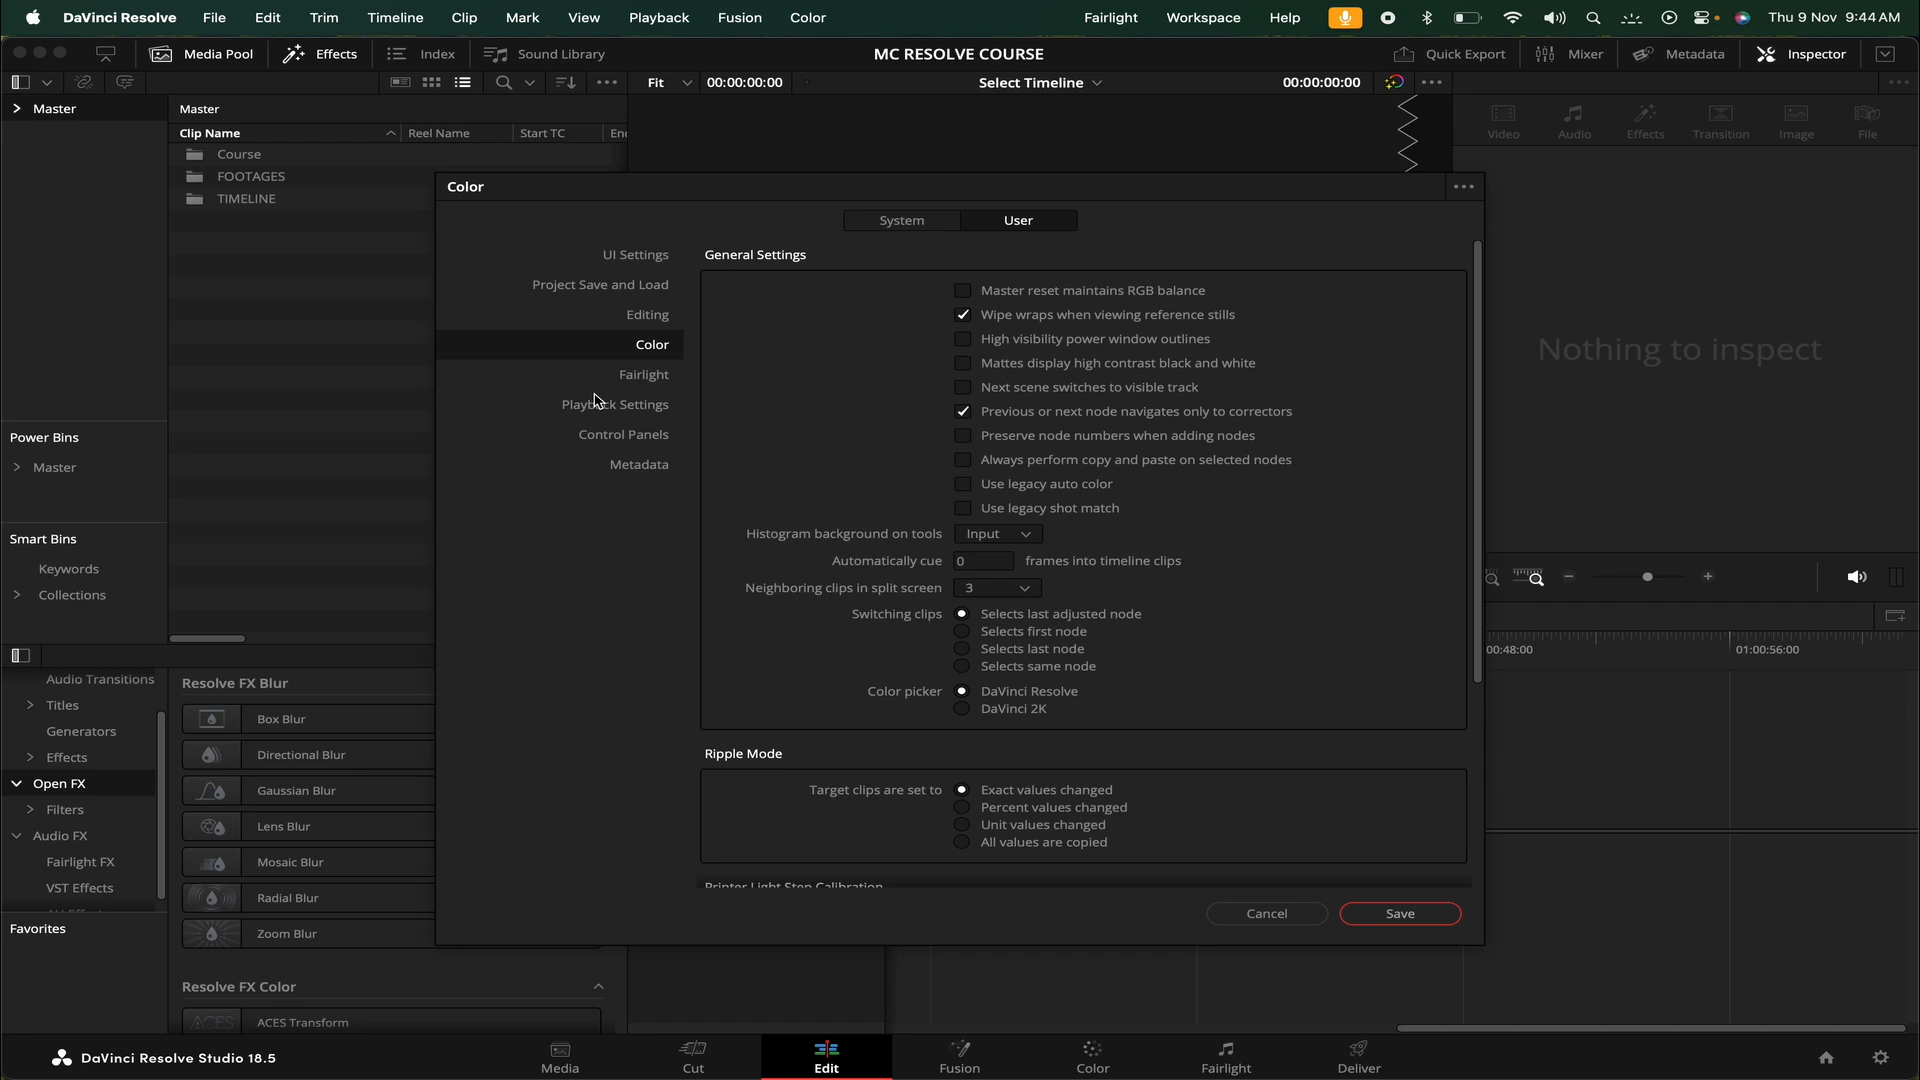 DaVinci Resolve File Edit Trim Timeline Clip Mark View Playback Fusion Color Fairlight Workspace Help Thu 9 Nov 9:44 AM
Media Pool Effects Index Sound Library MC RESOLVE COURSE Quick Export Mixer Metadata Inspector
Fit 00:00:00:00 Select Timeline 00:00:00:00
Master Master
Clip Name Reel Name Start TC
Course
FOOTAGES
TIMELINE
Video Audio Effects Transition Image File
Nothing to inspect
Power Bins
Master
Smart Bins
Keywords
Collections
Color
System User
UI Settings
Project Save and Load
Editing
Color
Fairlight
Playback Settings
Control Panels
Metadata
General Settings
Master reset maintains RGB balance
Wipe wraps when viewing reference stills
High visibility power window outlines
Mattes display high contrast black and white
Next scene switches to visible track
Previous or next node navigates only to correctors
Preserve node numbers when adding nodes
Always perform copy and paste on selected nodes
Use legacy auto color
Use legacy shot match
Histogram background on tools Input
Automatically cue 0 frames into timeline clips
Neighboring clips in split screen 3
Switching clips Selects last adjusted node
Selects first node
Selects last node
Selects same node
Color picker DaVinci Resolve
DaVinci 2K
Ripple Mode
Target clips are set to Exact values changed
Percent values changed
Unit values changed
All values are copied
Printer Light Step Calibration
Cancel Save
00:48:00 01:00:56:00
Audio Transitions
Titles
Generators
Effects
Open FX
Filters
Audio FX
Fairlight FX
VST Effects
Favorites
Resolve FX Blur
Box Blur
Directional Blur
Gaussian Blur
Lens Blur
Mosaic Blur
Radial Blur
Zoom Blur
Resolve FX Color
ACES ACES Transform
DaVinci Resolve Studio 18.5
Media Cut Edit Fusion Color Fairlight Deliver